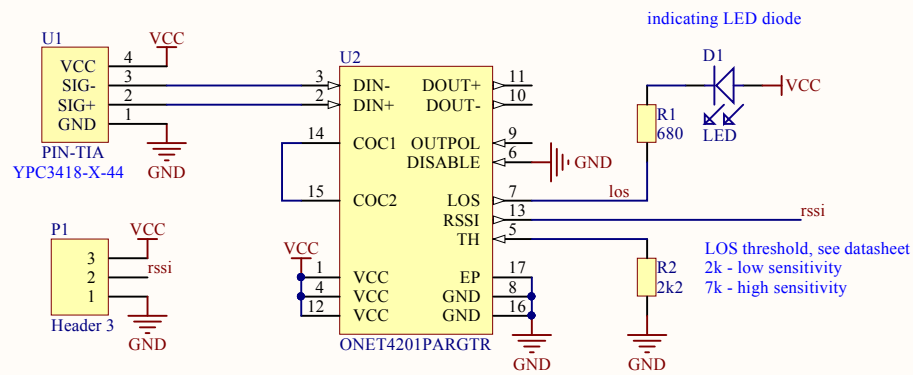 indicating LED diode
U1
VCC
VCC 4
SIG- 3
SIG+ 2
GND 1
PIN-TIA
YPC3418-X-44
GND
P1
VCC
3
2 rssi
1
Header 3
GND
U2
3 DIN-
2 DIN+
14 COC1
15 COC2
VCC
1 VCC
4 VCC
12 VCC
DOUT+ 11
DOUT- 10
OUTPOL 9
DISABLE 6
GND
LOS 7
los
RSSI 13
rssi
TH 5
EP 17
GND 8
GND 16
ONET4201PARGTR
GND
D1
VCC
LED
R1
680
R2
2k2
GND
LOS threshold, see datasheet
2k - low sensitivity
7k - high sensitivity